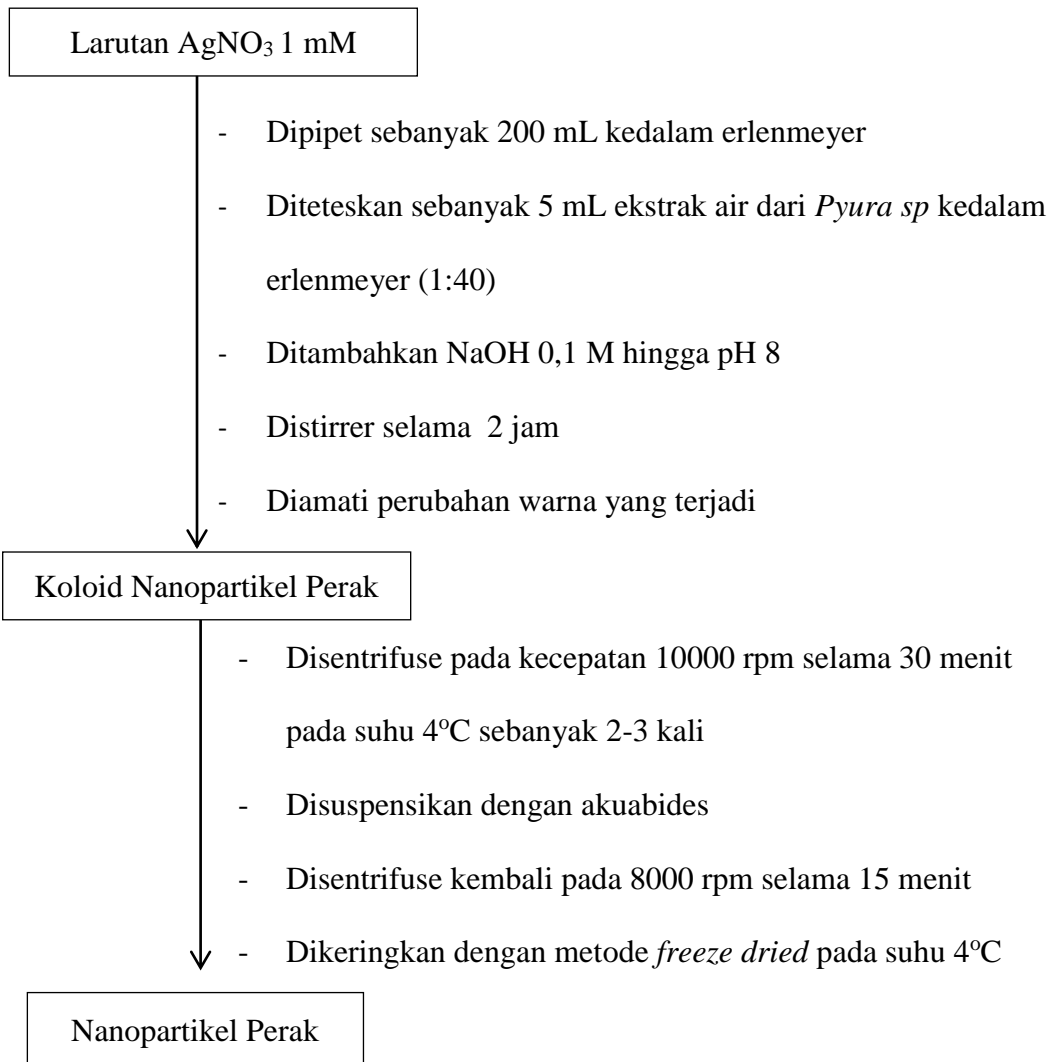 Larutan AgNO₃ 1 mM
- Dipipet sebanyak 200 mL kedalam erlenmeyer
- Diteteskan sebanyak 5 mL ekstrak air dari Pyura sp kedalam
erlenmeyer (1:40)
- Ditambahkan NaOH 0,1 M hingga pH 8
- Distirrer selama 2 jam
- Diamati perubahan warna yang terjadi
Koloid Nanopartikel Perak
- Disentrifuse pada kecepatan 10000 rpm selama 30 menit
pada suhu 4ºC sebanyak 2-3 kali
- Disuspensikan dengan akuabides
- Disentrifuse kembali pada 8000 rpm selama 15 menit
- Dikeringkan dengan metode freeze dried pada suhu 4ºC
Nanopartikel Perak